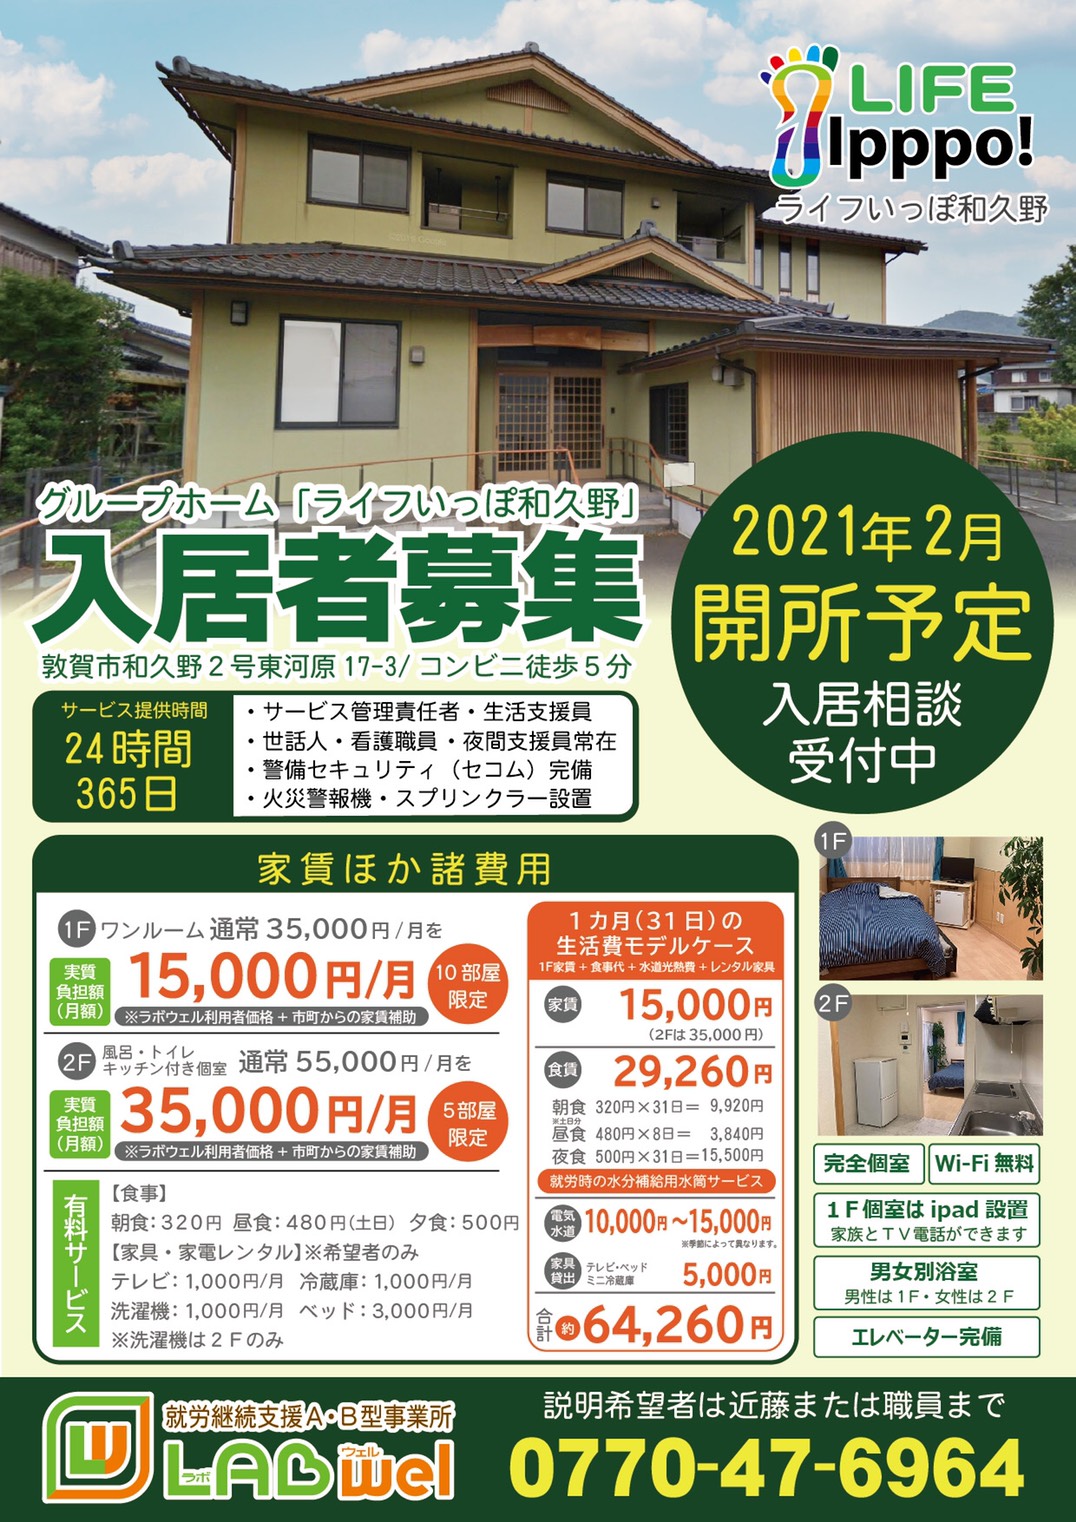 LIFE
Ipppo!
ライフいっぽ和久野
グループホーム「ライフいっぽ和久野」
入居者募集
敦賀市和久野２号東河原17-3/コンビニ徒歩５分
2021年2月
開所予定
入居相談
受付中
サービス提供時間
24時間
365日
・サービス管理責任者・生活支援員
・世話人・看護職員・夜間支援員常在
・警備セキュリティ（セコム）完備
・火災警報機・スプリンクラー設置
家賃ほか諸費用
1F ワンルーム 通常 35,000円/月を
実質
負担額
(月額)
15,000円/月
10部屋
限定
※ラボウェル利用者価格＋市町からの家賃補助
2F 風呂・トイレ
キッチン付き個室 通常 55,000円/月を
実質
負担額
(月額)
35,000円/月
5部屋
限定
※ラボウェル利用者価格＋市町からの家賃補助
有料サービス
【食事】
朝食:320円 昼食:480円(土日) 夕食:500円
【家具・家電レンタル】※希望者のみ
テレビ:1,000円/月 冷蔵庫:1,000円/月
洗濯機:1,000円/月 ベッド:3,000円/月
※洗濯機は２Ｆのみ
１カ月(31日)の
生活費モデルケース
1F家賃＋食事代＋水道光熱費＋レンタル家具
家賃 15,000円
(2Fは35,000円)
食賃 29,260円
朝食 320円×31日＝ 9,920円
※土日分
昼食 480円×8日＝ 3,840円
夜食 500円×31日＝15,500円
就労時の水分補給用水筒サービス
電気
水道
10,000円～15,000円
※季節によって異なります。
家具
貸出
テレビ・ベッド
ミニ冷蔵庫
5,000円
合計 約64,260円
1F
2F
完全個室
Wi-Fi無料
１Ｆ個室はipad設置
家族とＴＶ電話ができます
男女別浴室
男性は１Ｆ・女性は２Ｆ
エレベーター完備
就労継続支援A・B型事業所
LABwel
ラボ
ウェル
説明希望者は近藤または職員まで
0770-47-6964